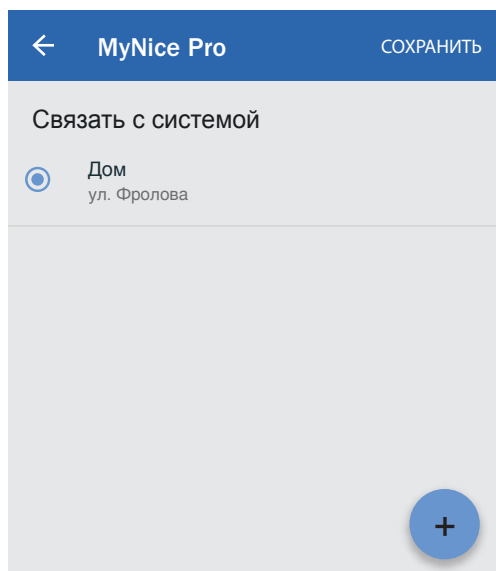 MyNice Pro СОХРАНИТЬ
Связать с системой
Дом
ул. Фролова
+